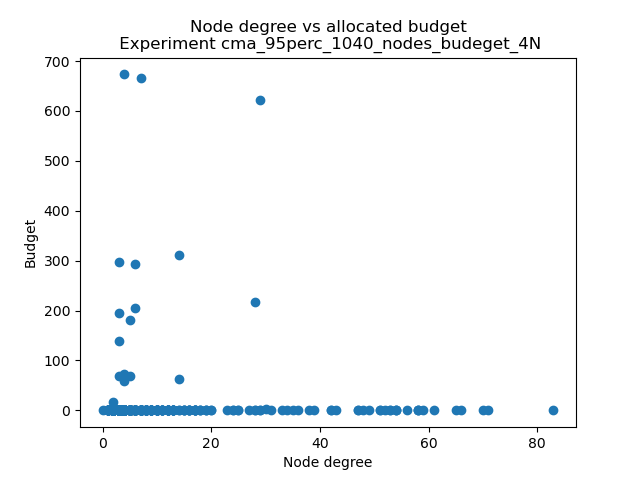 Node degree vs allocated budget
Experiment cma_95perc_1040_nodes_budeget_4N
700
600
500
400
300
200
100
0
Budget
0 20 40 60 80
Node degree